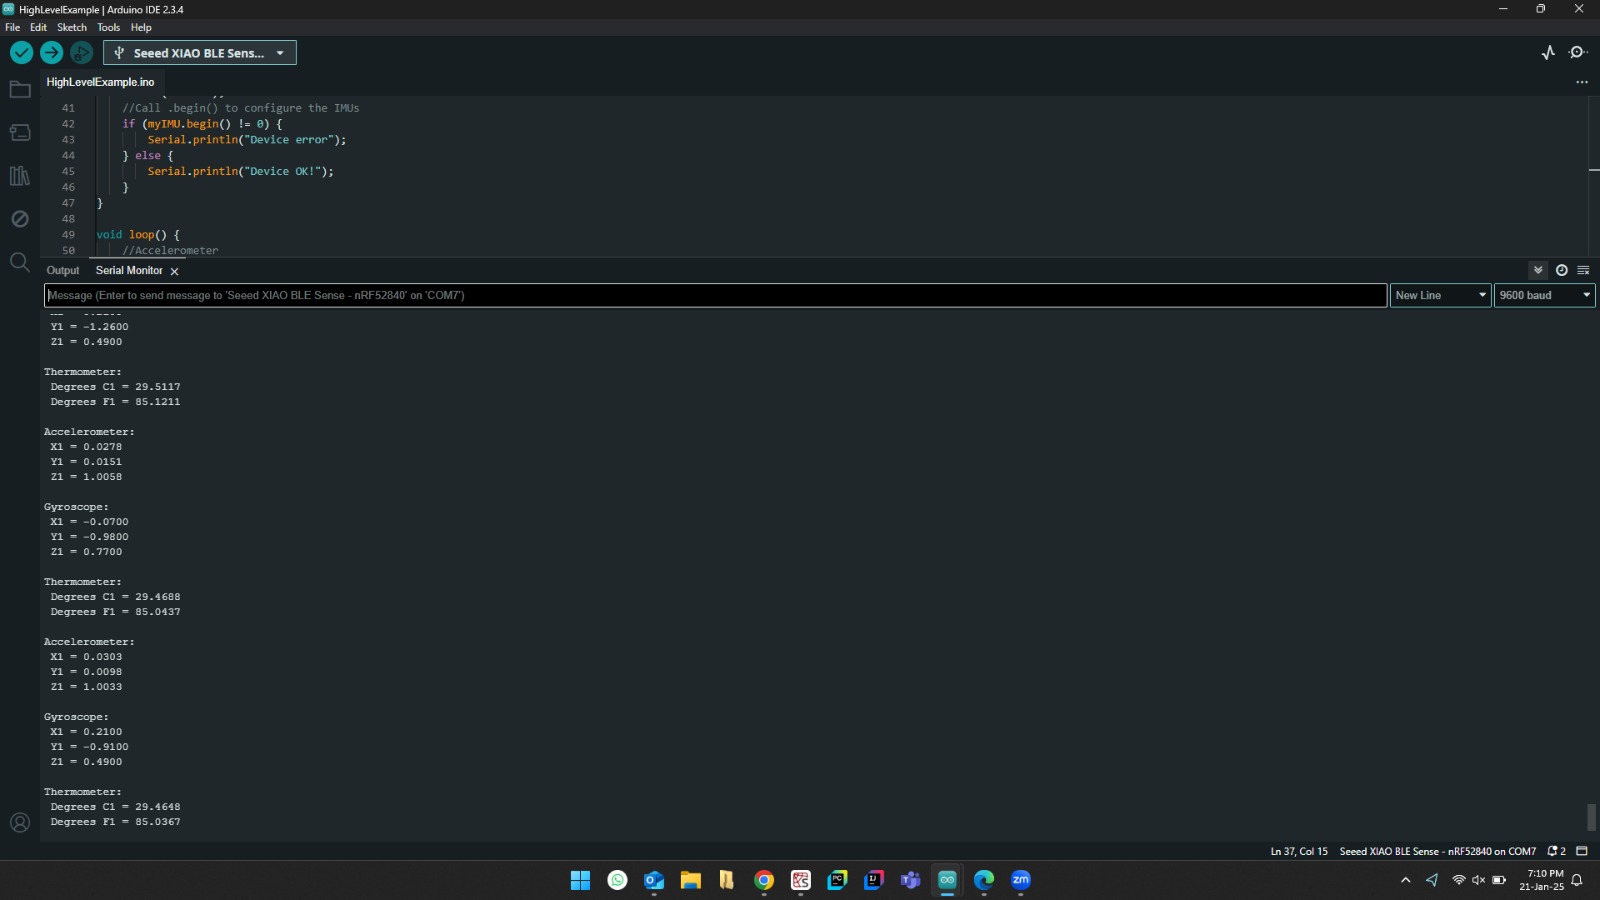 HighLevelExample | Arduino IDE 2.3.4
File Edit Sketch Tools Help
Seeed XIAO BLE Sens...
HighLevelExample.ino
41 //Call .begin() to configure the IMUs
42 if (myIMU.begin() != 0) {
43 Serial.println("Device error");
44 } else {
45 Serial.println("Device OK!");
46 }
47 }
48
49 void loop() {
50 //Accelerometer
Output Serial Monitor
Message (Enter to send message to 'Seeed XIAO BLE Sense - nRF52840' on 'COM7')
New Line
9600 baud
Y1 = -1.2600
Z1 = 0.4900
Thermometer:
Degrees C1 = 29.5117
Degrees F1 = 85.1211
Accelerometer:
X1 = 0.0278
Y1 = 0.0151
Z1 = 1.0058
Gyroscope:
X1 = -0.0700
Y1 = -0.9800
Z1 = 0.7700
Thermometer:
Degrees C1 = 29.4688
Degrees F1 = 85.0437
Accelerometer:
X1 = 0.0303
Y1 = 0.0098
Z1 = 1.0033
Gyroscope:
X1 = 0.2100
Y1 = -0.9100
Z1 = 0.4900
Thermometer:
Degrees C1 = 29.4648
Degrees F1 = 85.0367
Ln 37, Col 15 Seeed XIAO BLE Sense - nRF52840 on COM7 2
PC
IJ
zm
7:10 PM
21-Jan-25